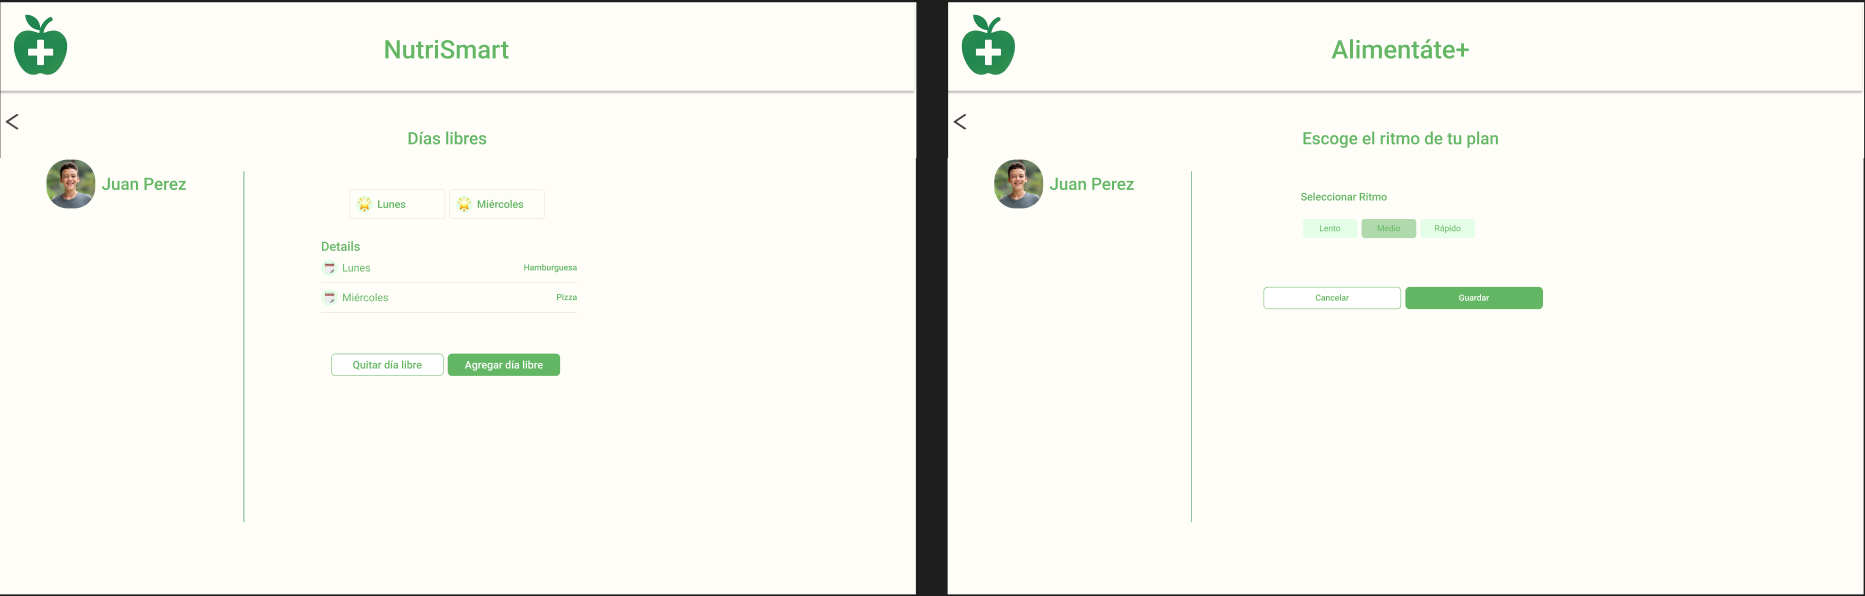 NutriSmart
<
Días libres
Juan Perez
Lunes
Miércoles
Details
Lunes
Hamburguesa
Miércoles
Pizza
Quitar día libre
Agregar día libre
Alimentáte+
<
Escoge el ritmo de tu plan
Juan Perez
Seleccionar Ritmo
Lento
Medio
Rápido
Cancelar
Guardar